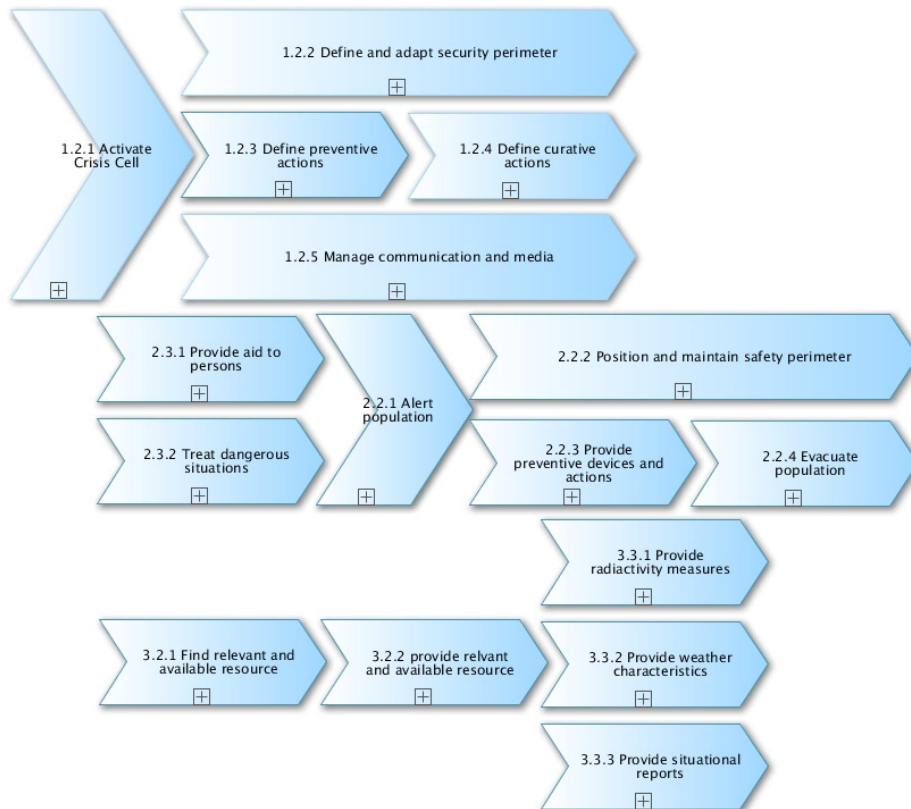 1.2.2 Define and adapt security perimeter
1.2.1 Activate
Crisis Cell
1.2.3 Define preventive
actions
1.2.4 Define curative
actions
1.2.5 Manage communication and media
2.3.1 Provide aid to
persons
2.2.1 Alert
population
2.2.2 Position and maintain safety perimeter
2.3.2 Treat dangerous
situations
2.2.3 Provide
preventive devices and
actions
2.2.4 Evacuate
population
3.3.1 Provide
radiactivity measures
3.2.1 Find relevant and
available resource
3.2.2 provide relvant
and available resource
3.3.2 Provide weather
characteristics
3.3.3 Provide situational
reports